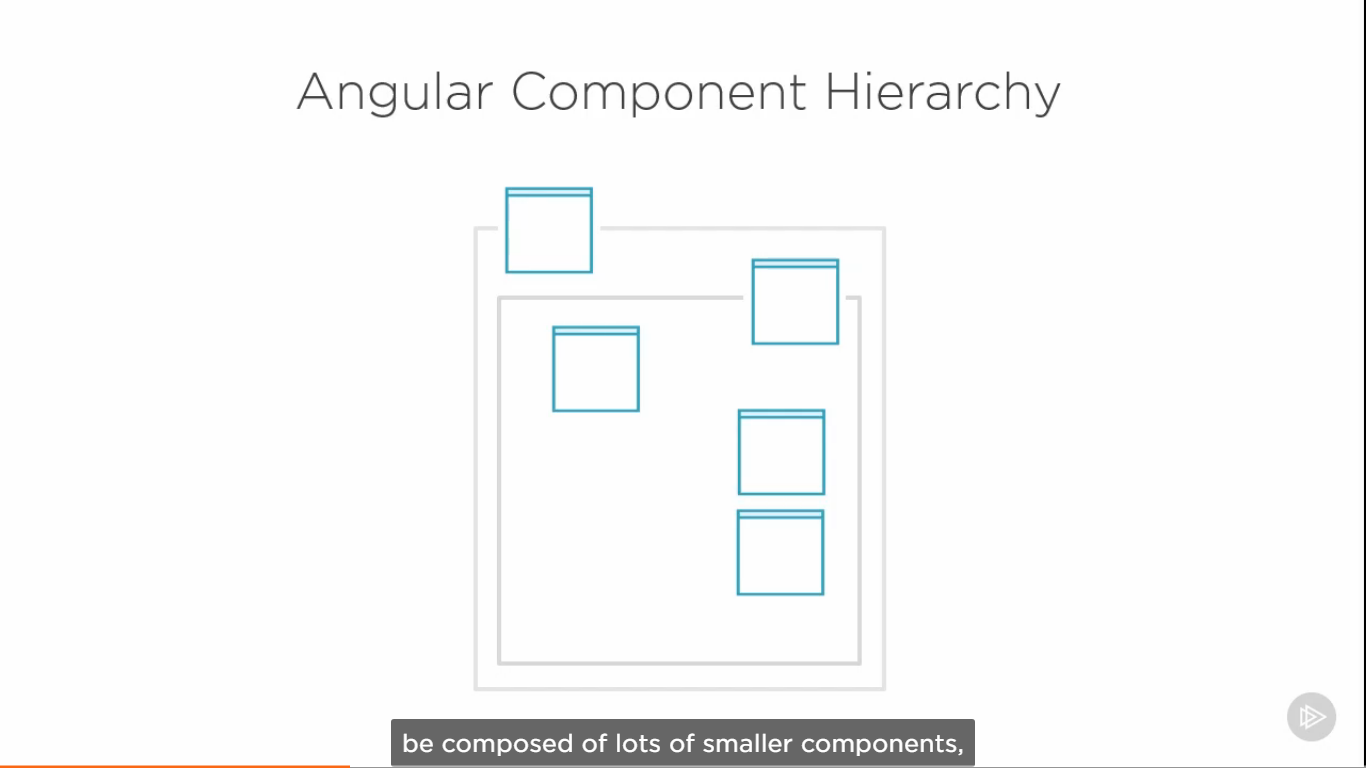 Angular Component Hierarchy
be composed of lots of smaller components,